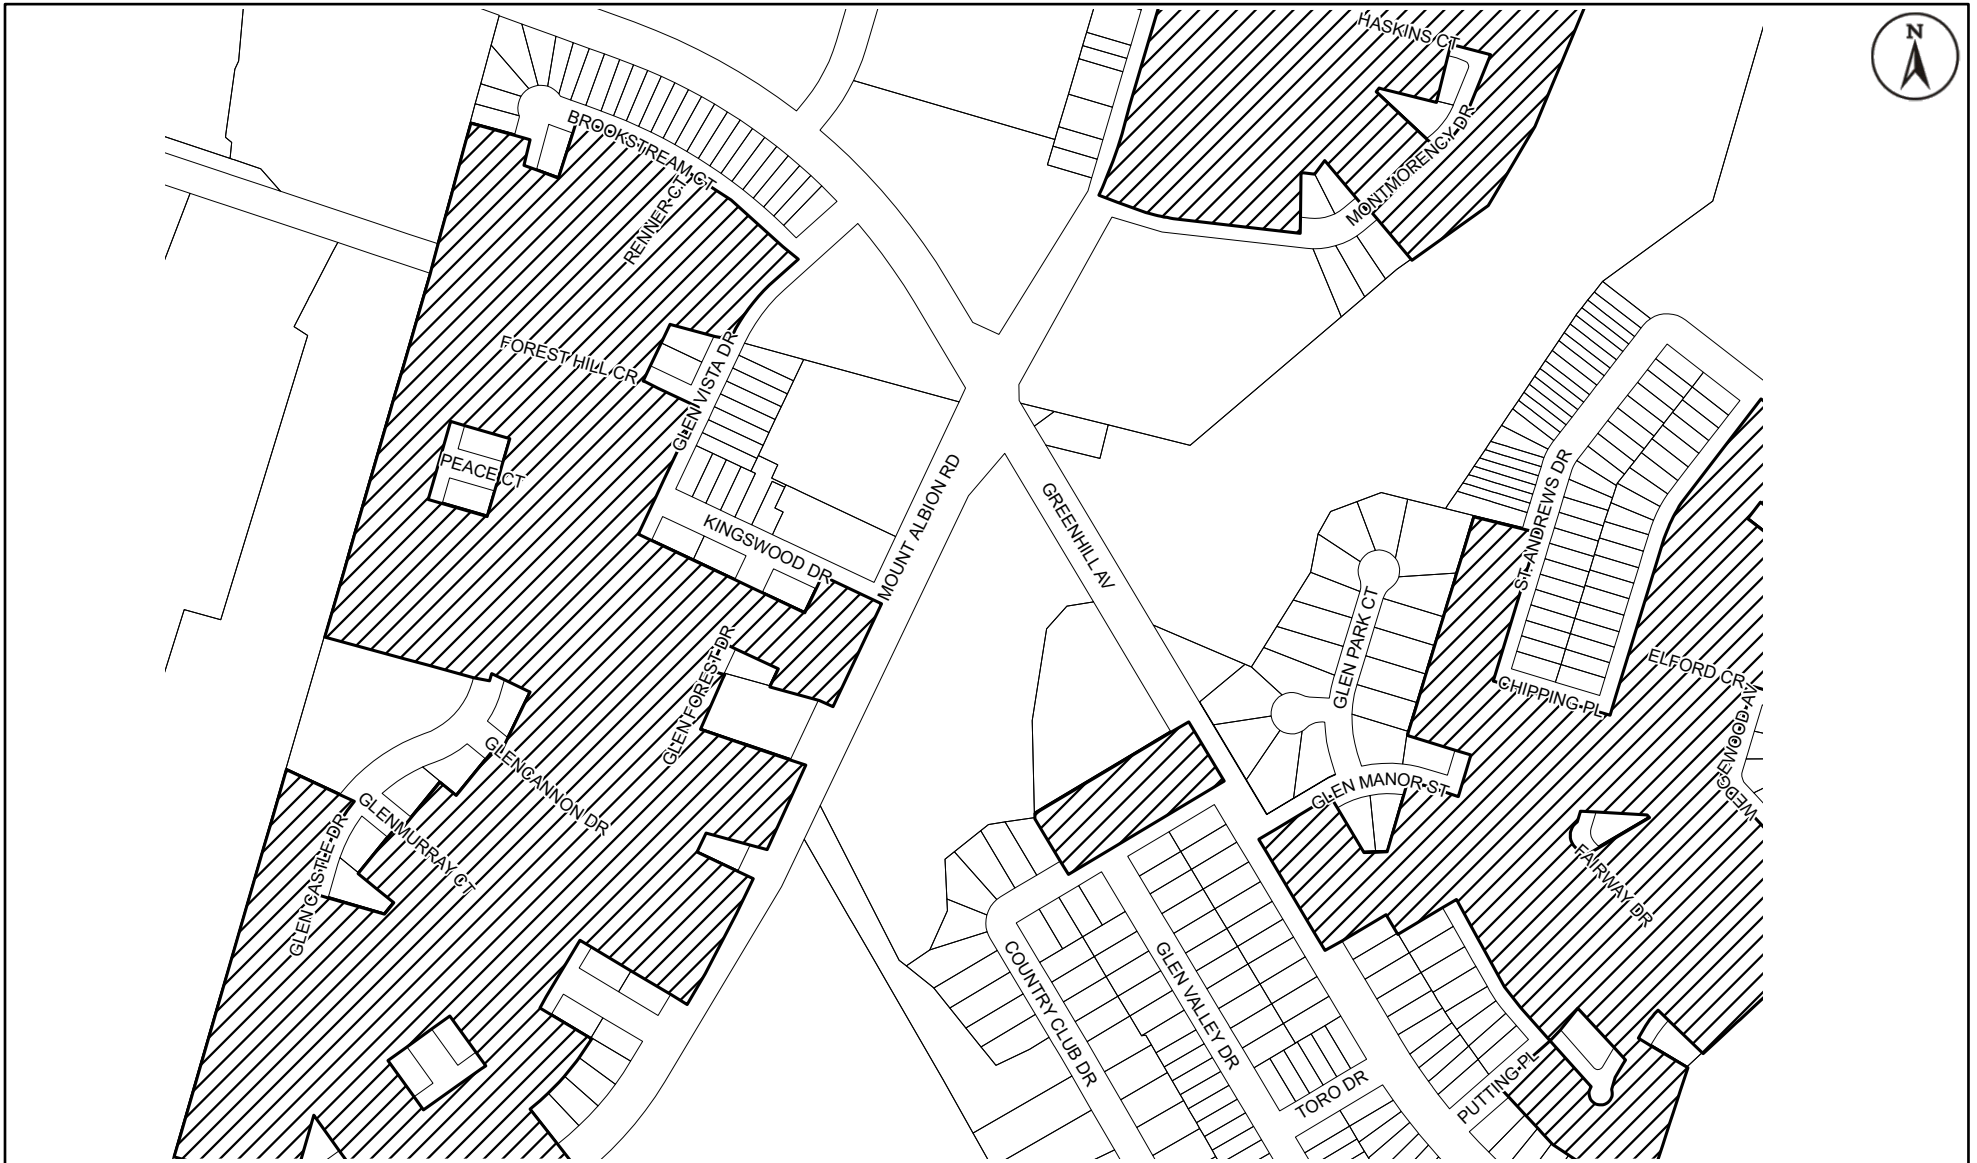 HASKINS CT
N
BROOKSTREAM CT
MONTMORENCY DR
RENNER CT
FOREST HILL CR
GLEN VISTA DR
PEACE CT
MOUNT ALBION RD
GREENHILL AV
ST. ANDREWS DR
KINGSWOOD DR
GLEN PARK CT
GLEN FOREST DR
ELFORD CR
CHIPPING PL
WEDGEWOOD AV
GLENCANNON DR
GLEN MANOR ST
GLENMURRAY CT
GLEN CASTLE DR
FAIRWAY DR
COUNTRY CLUB DR
GLEN VALLEY DR
TORO DR
PUTTING PL